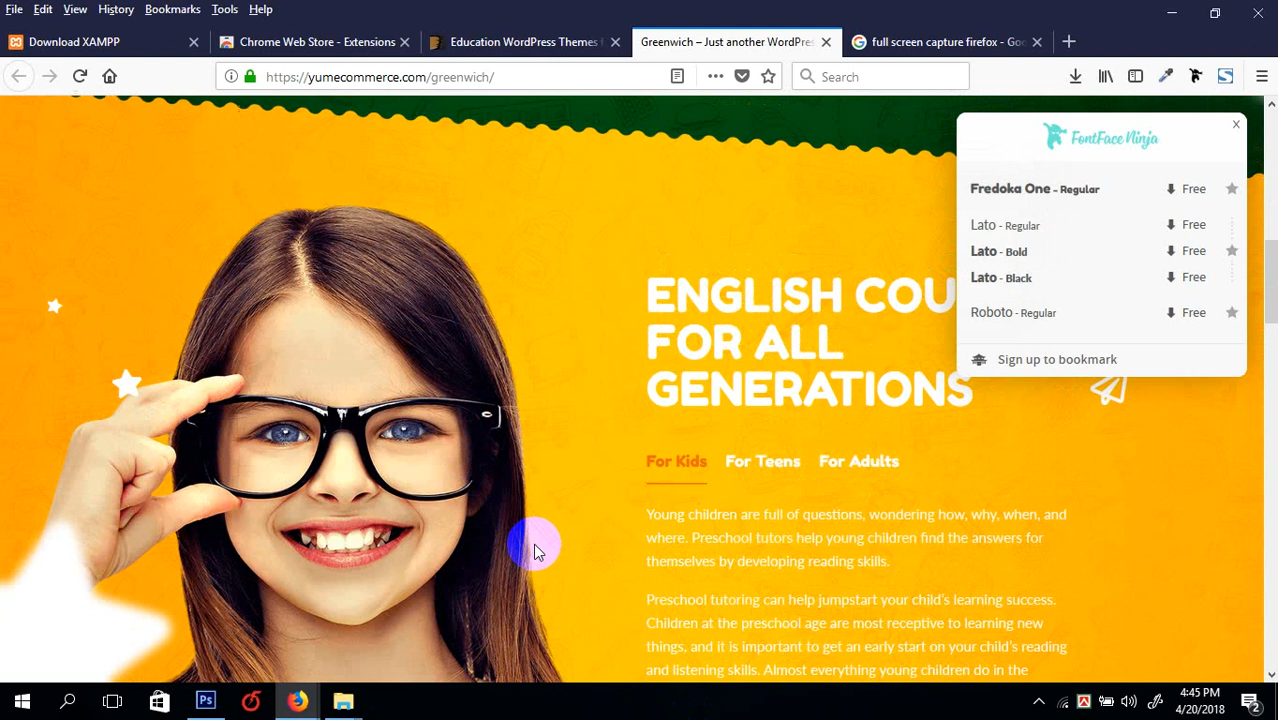 File Edit View History Bookmarks Tools Help
Download XAMPP
Chrome Web Store - Extensions
Education WordPress Themes f
Greenwich – Just another WordPres
full screen capture firefox - Goo
https://yumecommerce.com/greenwich/
Search
FontFace Ninja
X
Fredoka One - Regular Free
Lato - Regular Free
Lato - Bold Free
Lato - Black Free
Roboto - Regular Free
Sign up to bookmark
ENGLISH COU
FOR ALL
GENERATIONS
For Kids For Teens For Adults
Young children are full of questions, wondering how, why, when, and
where. Preschool tutors help young children find the answers for
themselves by developing reading skills.
Preschool tutoring can help jumpstart your child's learning success.
Children at the preschool age are most receptive to learning new
things, and it is important to get an early start on your child's reading
and listening skills. Almost everything young children do in the
Ps
4:45 PM
4/20/2018
2